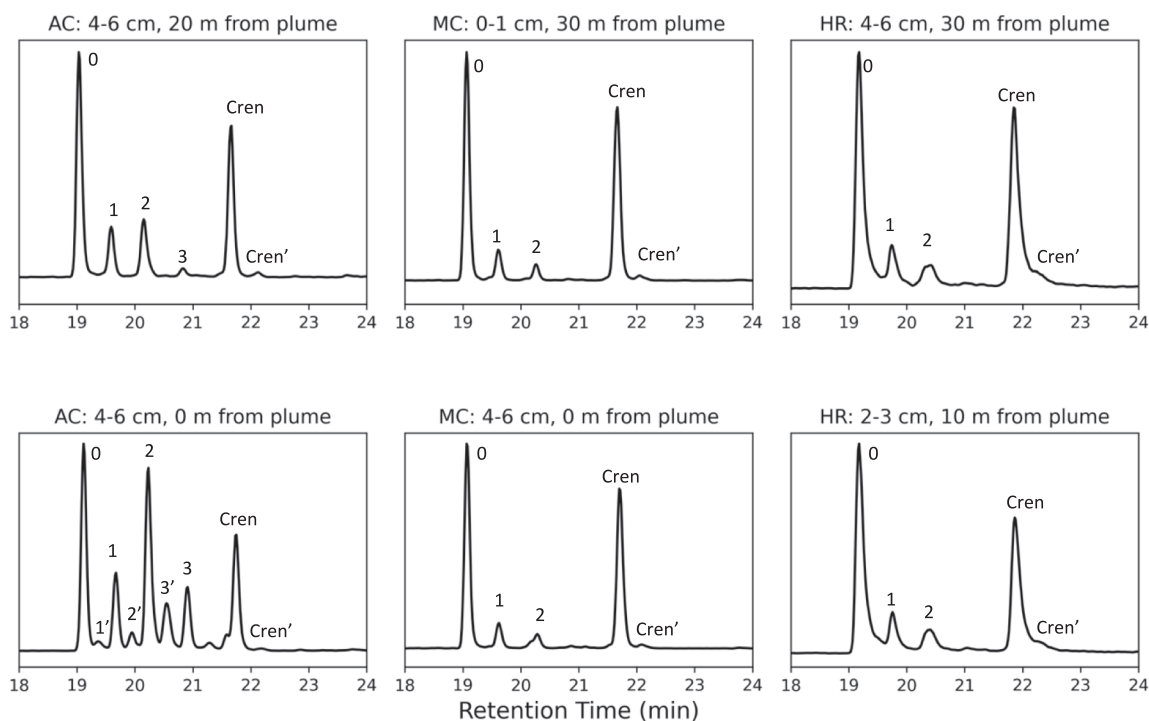 AC: 4-6 cm, 20 m from plume
0
1
2
3
Cren
Cren’
18 19 20 21 22 23 24
MC: 0-1 cm, 30 m from plume
0
1
2
Cren
Cren’
18 19 20 21 22 23 24
HR: 4-6 cm, 30 m from plume
0
1
2
Cren
Cren’
18 19 20 21 22 23 24
AC: 4-6 cm, 0 m from plume
0
1’
1
2’
2
3’
3
Cren
Cren’
18 19 20 21 22 23 24
MC: 4-6 cm, 0 m from plume
0
1
2
Cren
Cren’
18 19 20 21 22 23 24
HR: 2-3 cm, 10 m from plume
0
1
2
Cren
Cren’
18 19 20 21 22 23 24
Retention Time (min)